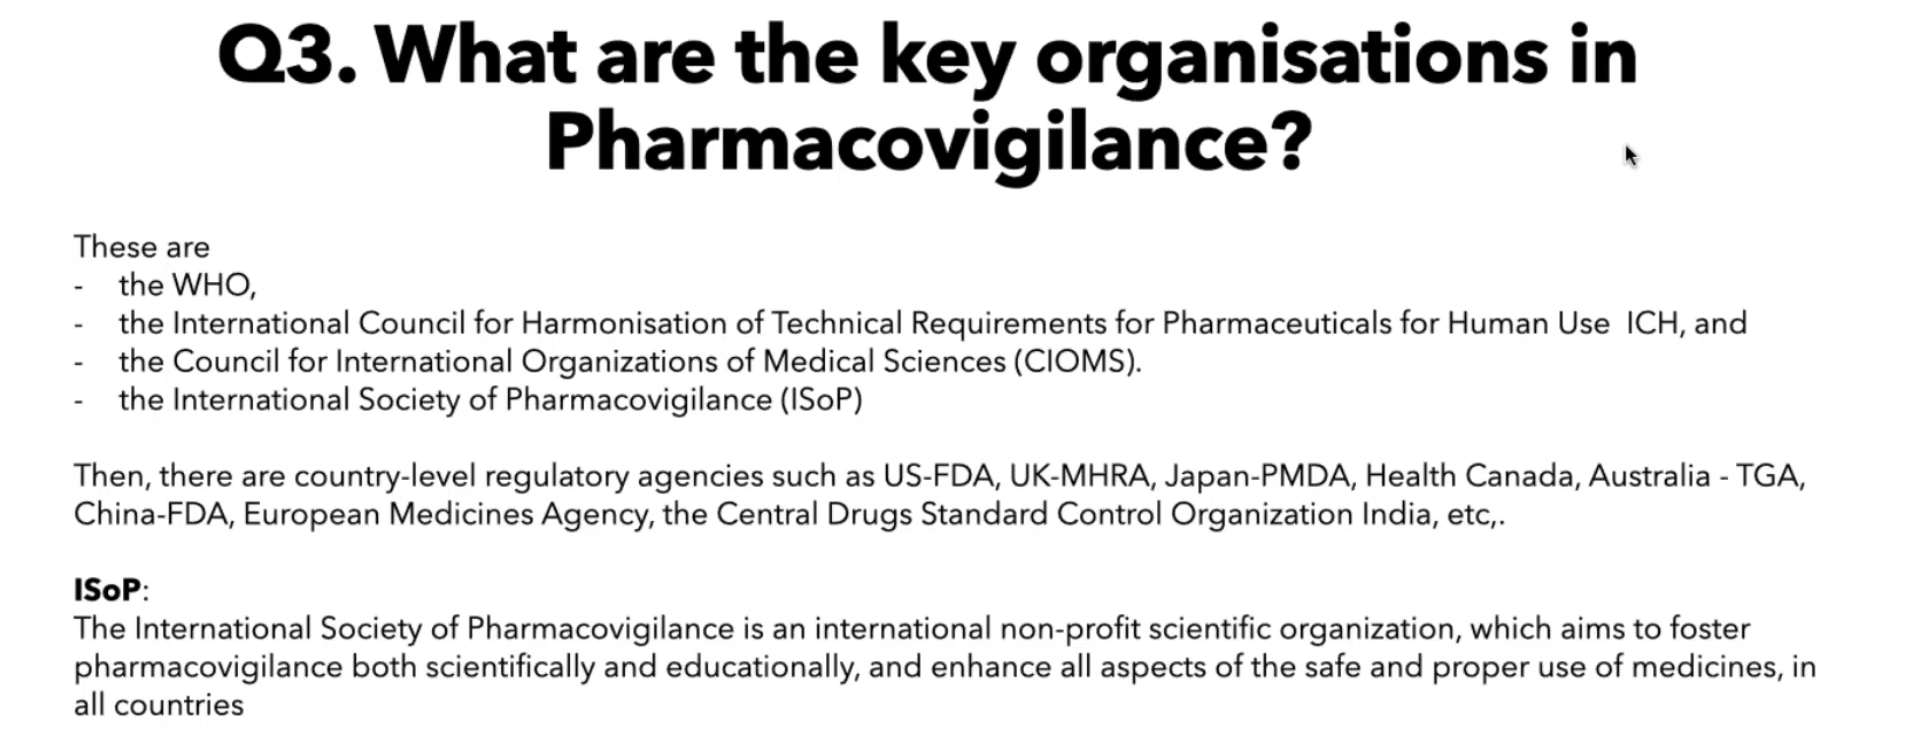 Q3. What are the key organisations in
Pharmacovigilance?
These are
- the WHO,
- the International Council for Harmonisation of Technical Requirements for Pharmaceuticals for Human Use  ICH, and
- the Council for International Organizations of Medical Sciences (CIOMS).
- the International Society of Pharmacovigilance (ISoP)
Then, there are country-level regulatory agencies such as US-FDA, UK-MHRA, Japan-PMDA, Health Canada, Australia - TGA,
China-FDA, European Medicines Agency, the Central Drugs Standard Control Organization India, etc,.
ISoP:
The International Society of Pharmacovigilance is an international non-profit scientific organization, which aims to foster
pharmacovigilance both scientifically and educationally, and enhance all aspects of the safe and proper use of medicines, in
all countries